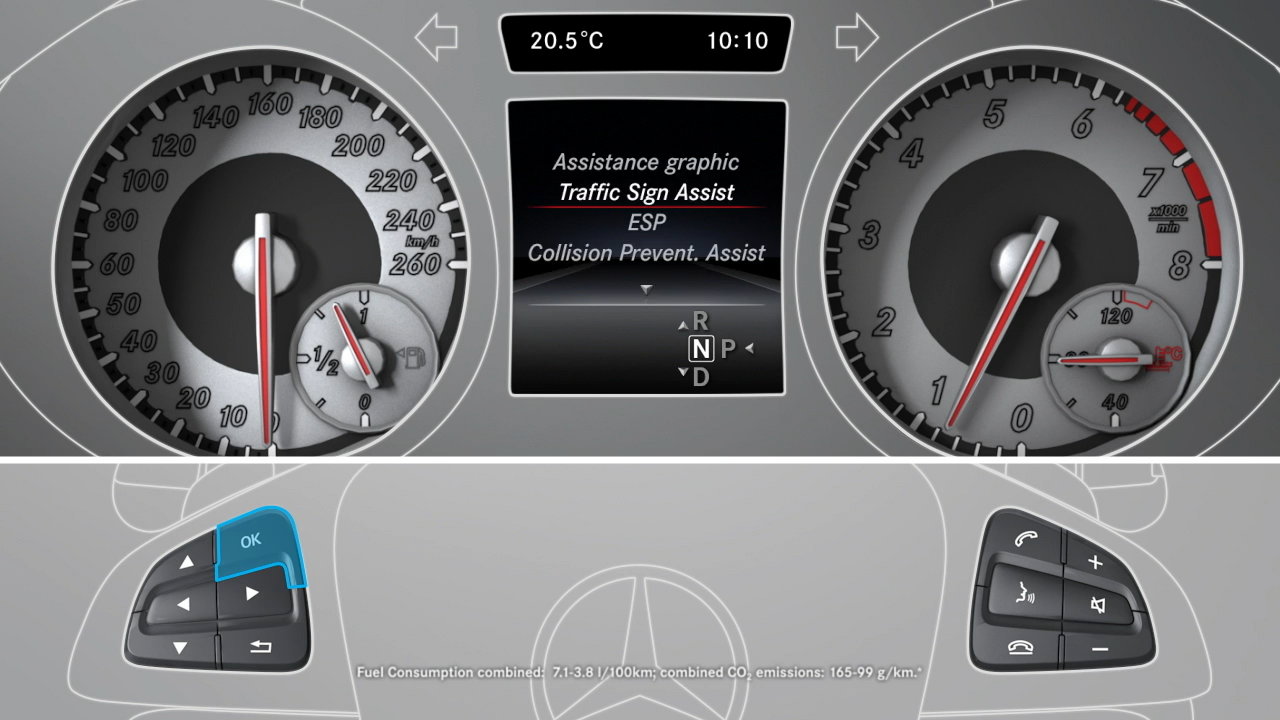 20.5°C 10:10
160
140 180
120 200
100 220
80 240
km/h
60 260
50
40
30
20
10
0
1
1/2
0
Assistance graphic
Traffic Sign Assist
ESP
Collision Prevent. Assist
R
N P
D
5 6
4 7
x1000
min
3 8
2
1 0
120
°C
40
OK
+
−
Fuel Consumption combined: 7.1-3.8 l/100km; combined CO₂ emissions: 165-99 g/km.*